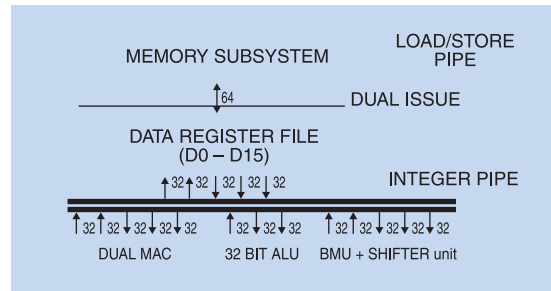 LOAD/STORE
PIPE
MEMORY SUBSYSTEM
64
DUAL ISSUE
DATA REGISTER FILE
(D0 – D15)
32 32 32 32 32
INTEGER PIPE
32 32 32 32 32 32 32 32 32 32 32 32 32
DUAL MAC 32 BIT ALU BMU + SHIFTER unit